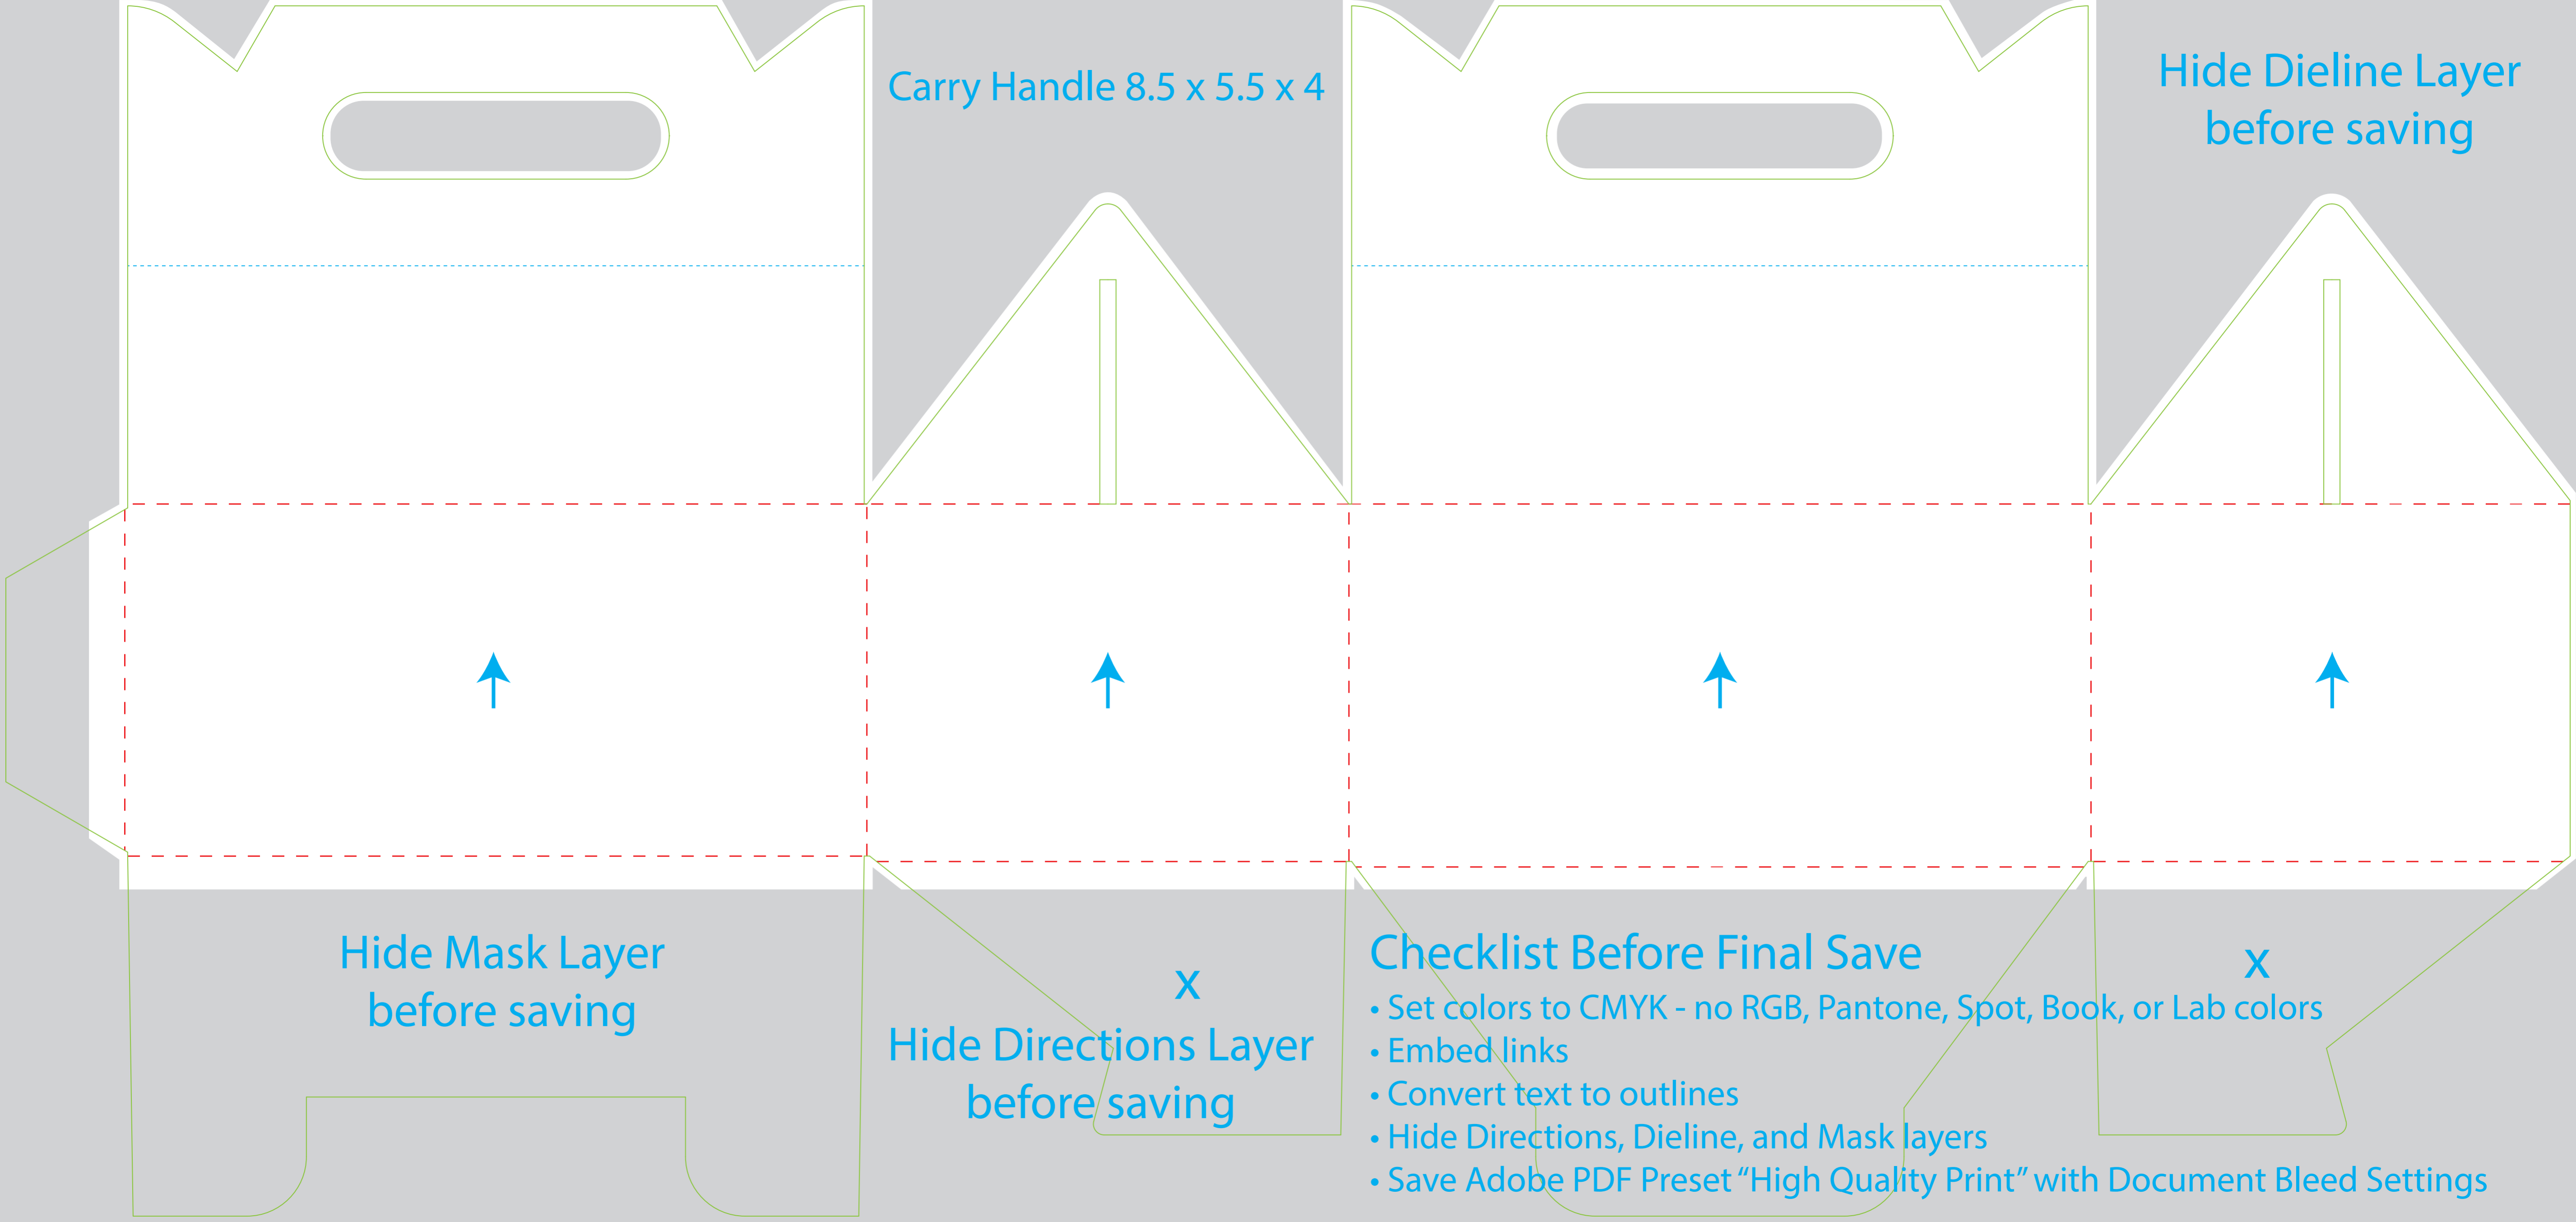 Carry Handle 8.5 x 5.5 x 4
Hide Dieline Layer
before saving
Hide Mask Layer
before saving
x
Hide Directions Layer
before saving
Checklist Before Final Save
• Set colors to CMYK - no RGB, Pantone, Spot, Book, or Lab colors
• Embed links
• Convert text to outlines
• Hide Directions, Dieline, and Mask layers
• Save Adobe PDF Preset “High Quality Print” with Document Bleed Settings
x